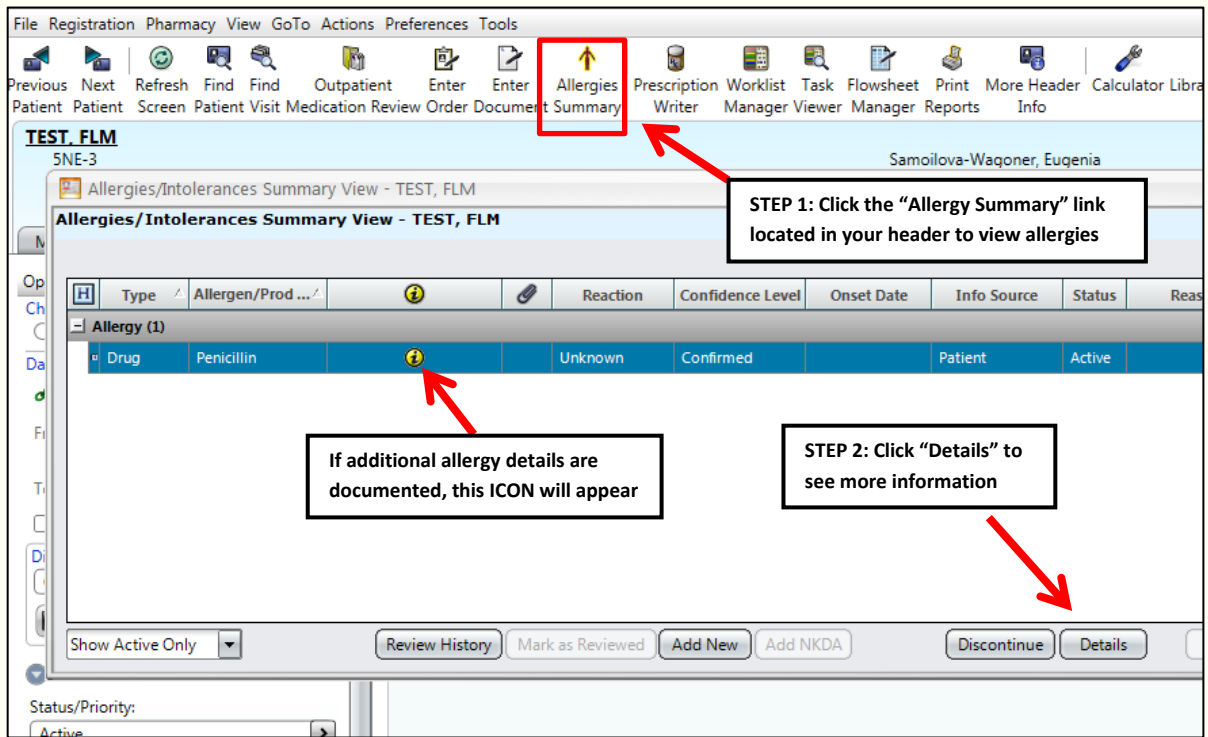 File Registration Pharmacy View GoTo Actions Preferences Tools
Previous Next Refresh Find Find Outpatient Enter Enter Allergies Prescription Worklist Task Flowsheet Print More Header Calculator Libra
Patient Patient Screen Patient Visit Medication Review Order Document Summary Writer Manager Viewer Manager Reports Info
TEST, FLM
5NE-3 Samoilova-Wagoner, Eugenia
Allergies/Intolerances Summary View - TEST, FLM
Allergies/Intolerances Summary View - TEST, FLM
STEP 1: Click the “Allergy Summary” link
located in your header to view allergies
M
Op
Ch
H Type Allergen/Prod ... Reaction Confidence Level Onset Date Info Source Status Reas
Allergy (1)
Da
Drug Penicillin Unknown Confirmed Patient Active
If additional allergy details are
documented, this ICON will appear
STEP 2: Click “Details” to
see more information
Di
Show Active Only Review History Mark as Reviewed Add New Add NKDA Discontinue Details
Status/Priority:
Active